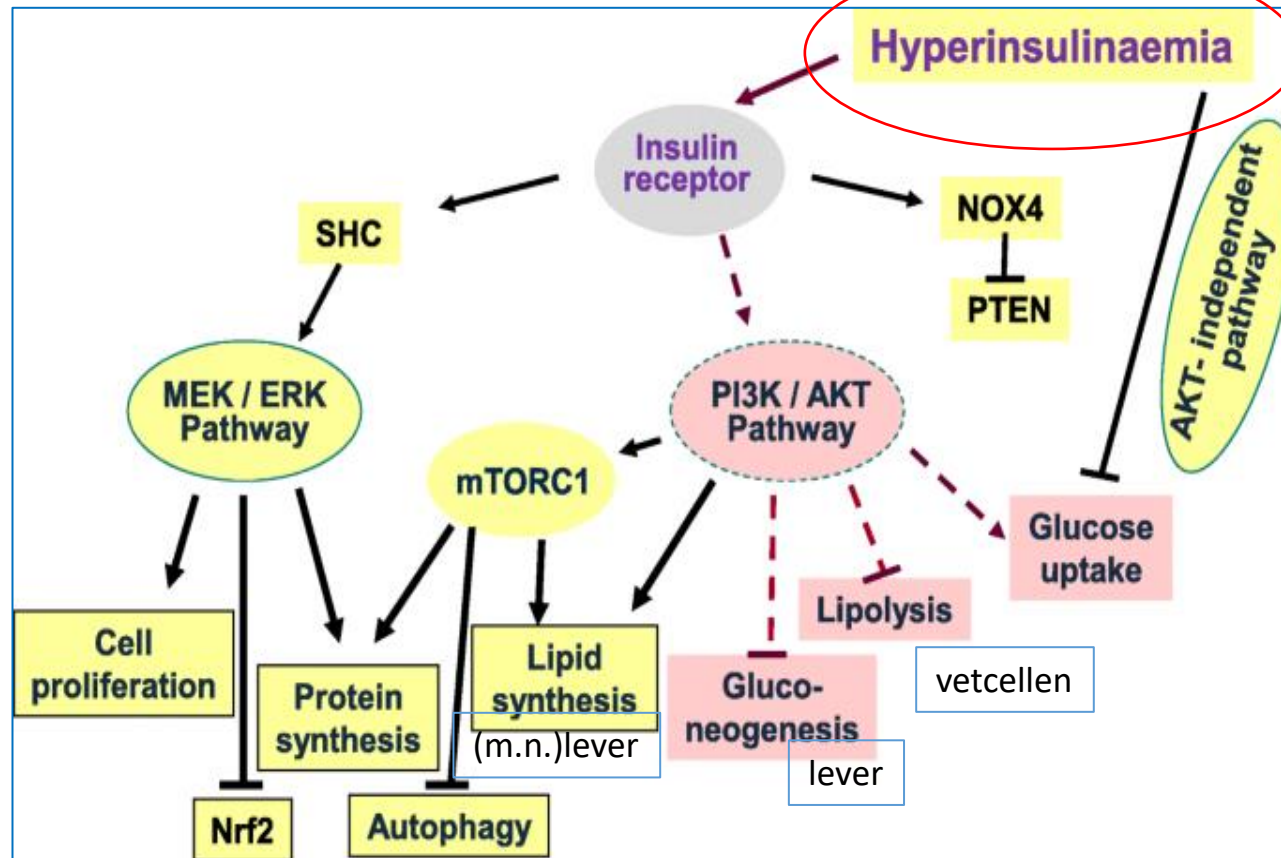 Hyperinsulinaemia
Insulin
receptor
SHC
NOX4
PTEN
AKT- independent
pathway
MEK / ERK
Pathway
PI3K / AKT
Pathway
mTORC1
Glucose
uptake
Lipolysis
vetcellen
Cell
proliferation
Protein
synthesis
Lipid
synthesis
(m.n.)lever
Gluco-
neogenesis
lever
Nrf2
Autophagy